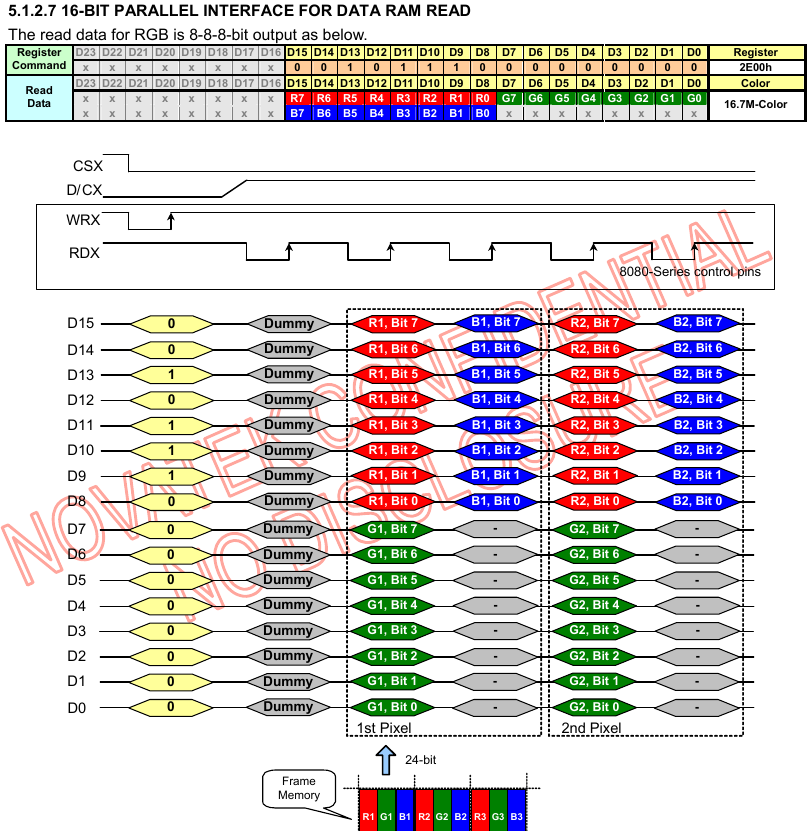 5.1.2.7 16-BIT PARALLEL INTERFACE FOR DATA RAM READ
The read data for RGB is 8-8-8-bit output as below.
Register Command D23 D22 D21 D20 D19 D18 D17 D16 D15 D14 D13 D12 D11 D10 D9 D8 D7 D6 D5 D4 D3 D2 D1 D0 Register
x x x x x x x x 0 0 1 0 1 1 1 0 0 0 0 0 0 0 0 0 2E00h
Read Data D23 D22 D21 D20 D19 D18 D17 D16 D15 D14 D13 D12 D11 D10 D9 D8 D7 D6 D5 D4 D3 D2 D1 D0 Color
x x x x x x x x R7 R6 R5 R4 R3 R2 R1 R0 G7 G6 G5 G4 G3 G2 G1 G0 16.7M-Color
x x x x x x x x B7 B6 B5 B4 B3 B2 B1 B0 x x x x x x x x
CSX
D/CX
WRX
RDX
8080-Series control pins
D15 0 Dummy R1, Bit 7 B1, Bit 7 R2, Bit 7 B2, Bit 7
D14 0 Dummy R1, Bit 6 B1, Bit 6 R2, Bit 6 B2, Bit 6
D13 1 Dummy R1, Bit 5 B1, Bit 5 R2, Bit 5 B2, Bit 5
D12 0 Dummy R1, Bit 4 B1, Bit 4 R2, Bit 4 B2, Bit 4
D11 1 Dummy R1, Bit 3 B1, Bit 3 R2, Bit 3 B2, Bit 3
D10 1 Dummy R1, Bit 2 B1, Bit 2 R2, Bit 2 B2, Bit 2
D9 1 Dummy R1, Bit 1 B1, Bit 1 R2, Bit 1 B2, Bit 1
D8 0 Dummy R1, Bit 0 B1, Bit 0 R2, Bit 0 B2, Bit 0
D7 0 Dummy G1, Bit 7 - G2, Bit 7 -
D6 0 Dummy G1, Bit 6 - G2, Bit 6 -
D5 0 Dummy G1, Bit 5 - G2, Bit 5 -
D4 0 Dummy G1, Bit 4 - G2, Bit 4 -
D3 0 Dummy G1, Bit 3 - G2, Bit 3 -
D2 0 Dummy G1, Bit 2 - G2, Bit 2 -
D1 0 Dummy G1, Bit 1 - G2, Bit 1 -
D0 0 Dummy G1, Bit 0 - G2, Bit 0 -
1st Pixel 2nd Pixel
24-bit
Frame
Memory
R1 G1 B1 R2 G2 B2 R3 G3 B3
NOVATEK CONFIDENTIAL
NO DISCLOSURE